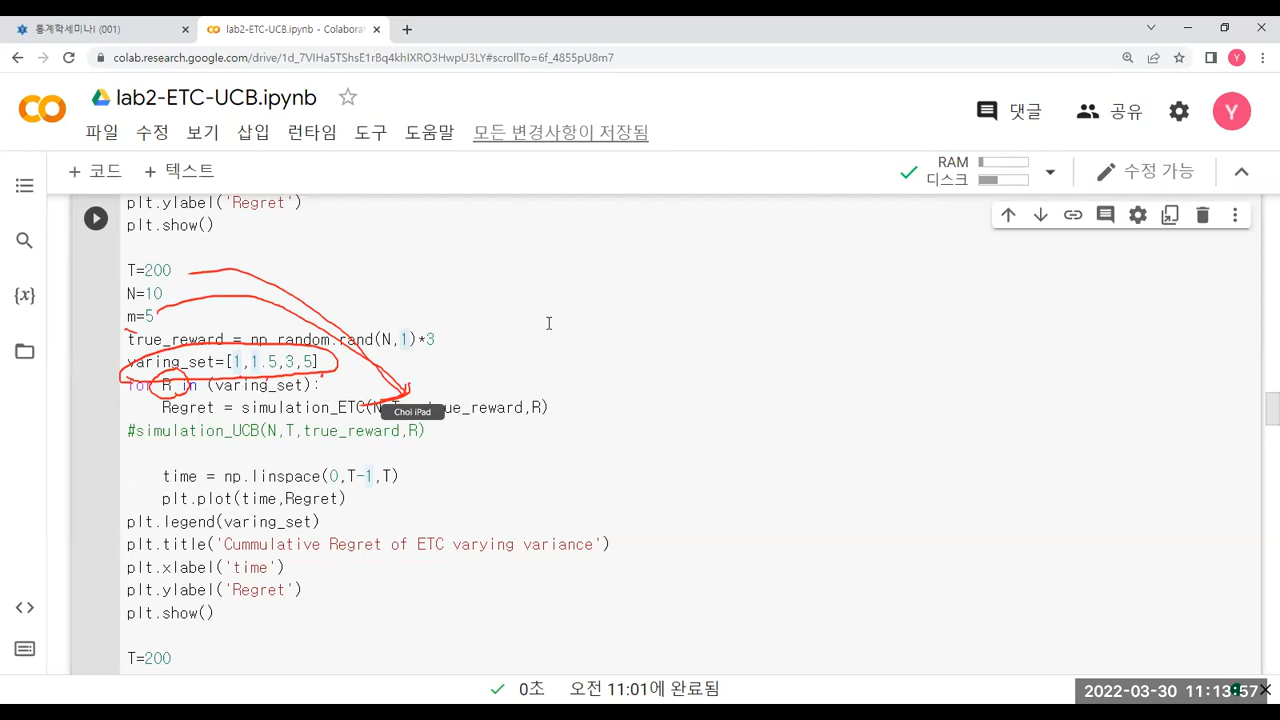 통계학세미나 (001)
lab2-ETC-UCB.ipynb - Colaborat
colab.research.google.com/drive/1d_7VIHa5TShsE1rBq4khIXRO3HwpU3LY#scrollTo=6f_4855pU8m7
lab2-ETC-UCB.ipynb
파일 수정 보기 삽입 런타임 도구 도움말 모든 변경사항이 저장됨
댓글 공유 Y
+ 코드 + 텍스트
RAM
디스크
수정 가능
plt.ylabel('Regret')
plt.show()
T=200
N=10
m=5
true_reward = np.random.rand(N,1)*3
varing_set=[1,1.5,3,5]
for R in (varing_set):
Regret = simulation_ETC(N,T, true_reward,R)
Choi iPad
#simulation_UCB(N,T,true_reward,R)
time = np.linspace(0,T-1,T)
plt.plot(time,Regret)
plt.legend(varing_set)
plt.title('Cummulative Regret of ETC varying variance')
plt.xlabel('time')
plt.ylabel('Regret')
plt.show()
T=200
0초 오전 11:01에 완료됨
2022-03-30 11:13:57